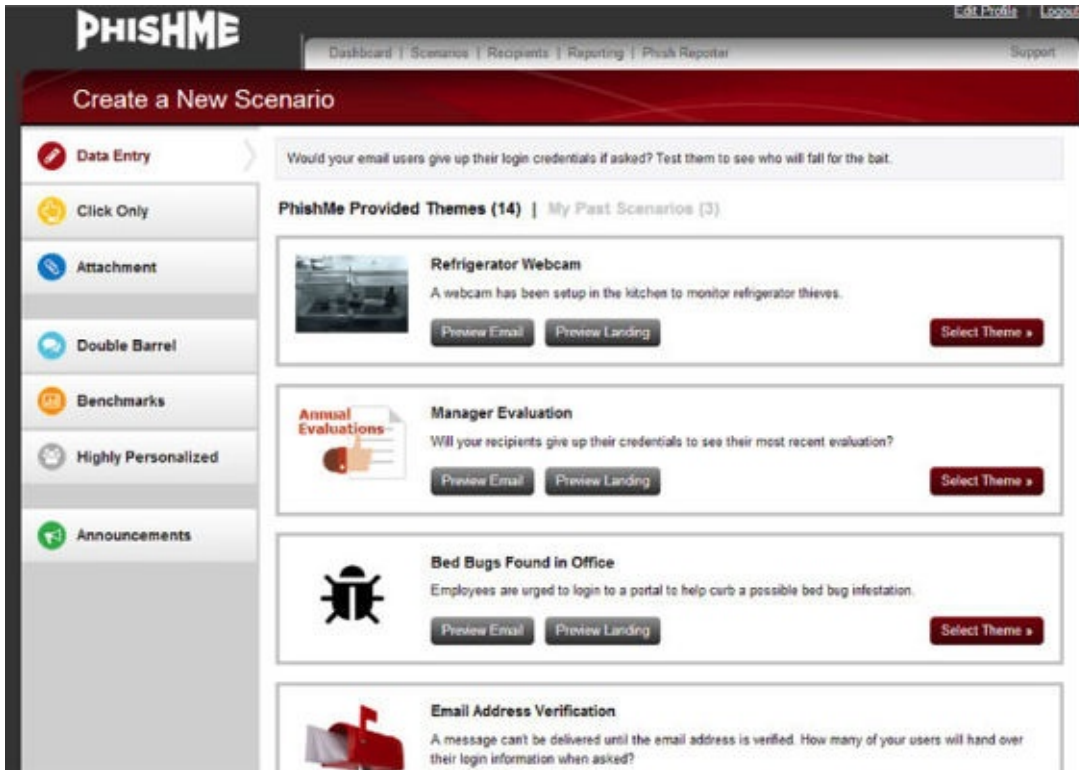 PHISHME
Edit Profile | Logout
Dashboard | Scenarios | Recipients | Reporting | Phish Reporter
Support
Create a New Scenario
Data Entry
Click Only
Attachment
Double Barrel
Benchmarks
Highly Personalized
Announcements
Would your email users give up their login credentials if asked? Test them to see who will fall for the bait.
PhishMe Provided Themes (14) | My Past Scenarios (3)
Refrigerator Webcam
A webcam has been setup in the kitchen to monitor refrigerator thieves.
Preview Email Preview Landing Select Theme »
Annual
Evaluations
Manager Evaluation
Will your recipients give up their credentials to see their most recent evaluation?
Preview Email Preview Landing Select Theme »
Bed Bugs Found in Office
Employees are urged to login to a portal to help curb a possible bed bug infestation.
Preview Email Preview Landing Select Theme »
Email Address Verification
A message can't be delivered until the email address is verified. How many of your users will hand over
their login information when asked?